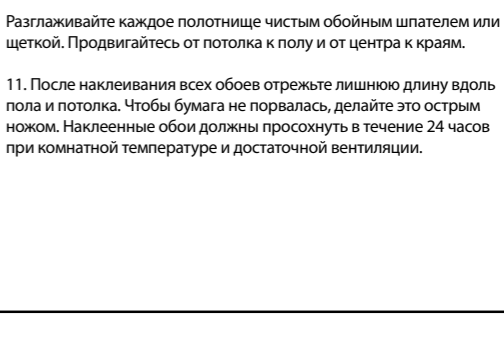 Разглаживайте каждое полотнище чистым обойным шпателем или
щеткой. Продвигайтесь от потолка к полу и от центра к краям.
11. После наклеивания всех обоев отрежьте лишнюю длину вдоль
пола и потолка. Чтобы бумага не порвалась, делайте это острым
ножом. Наклеенные обои должны просохнуть в течение 24 часов
при комнатной температуре и достаточной вентиляции.